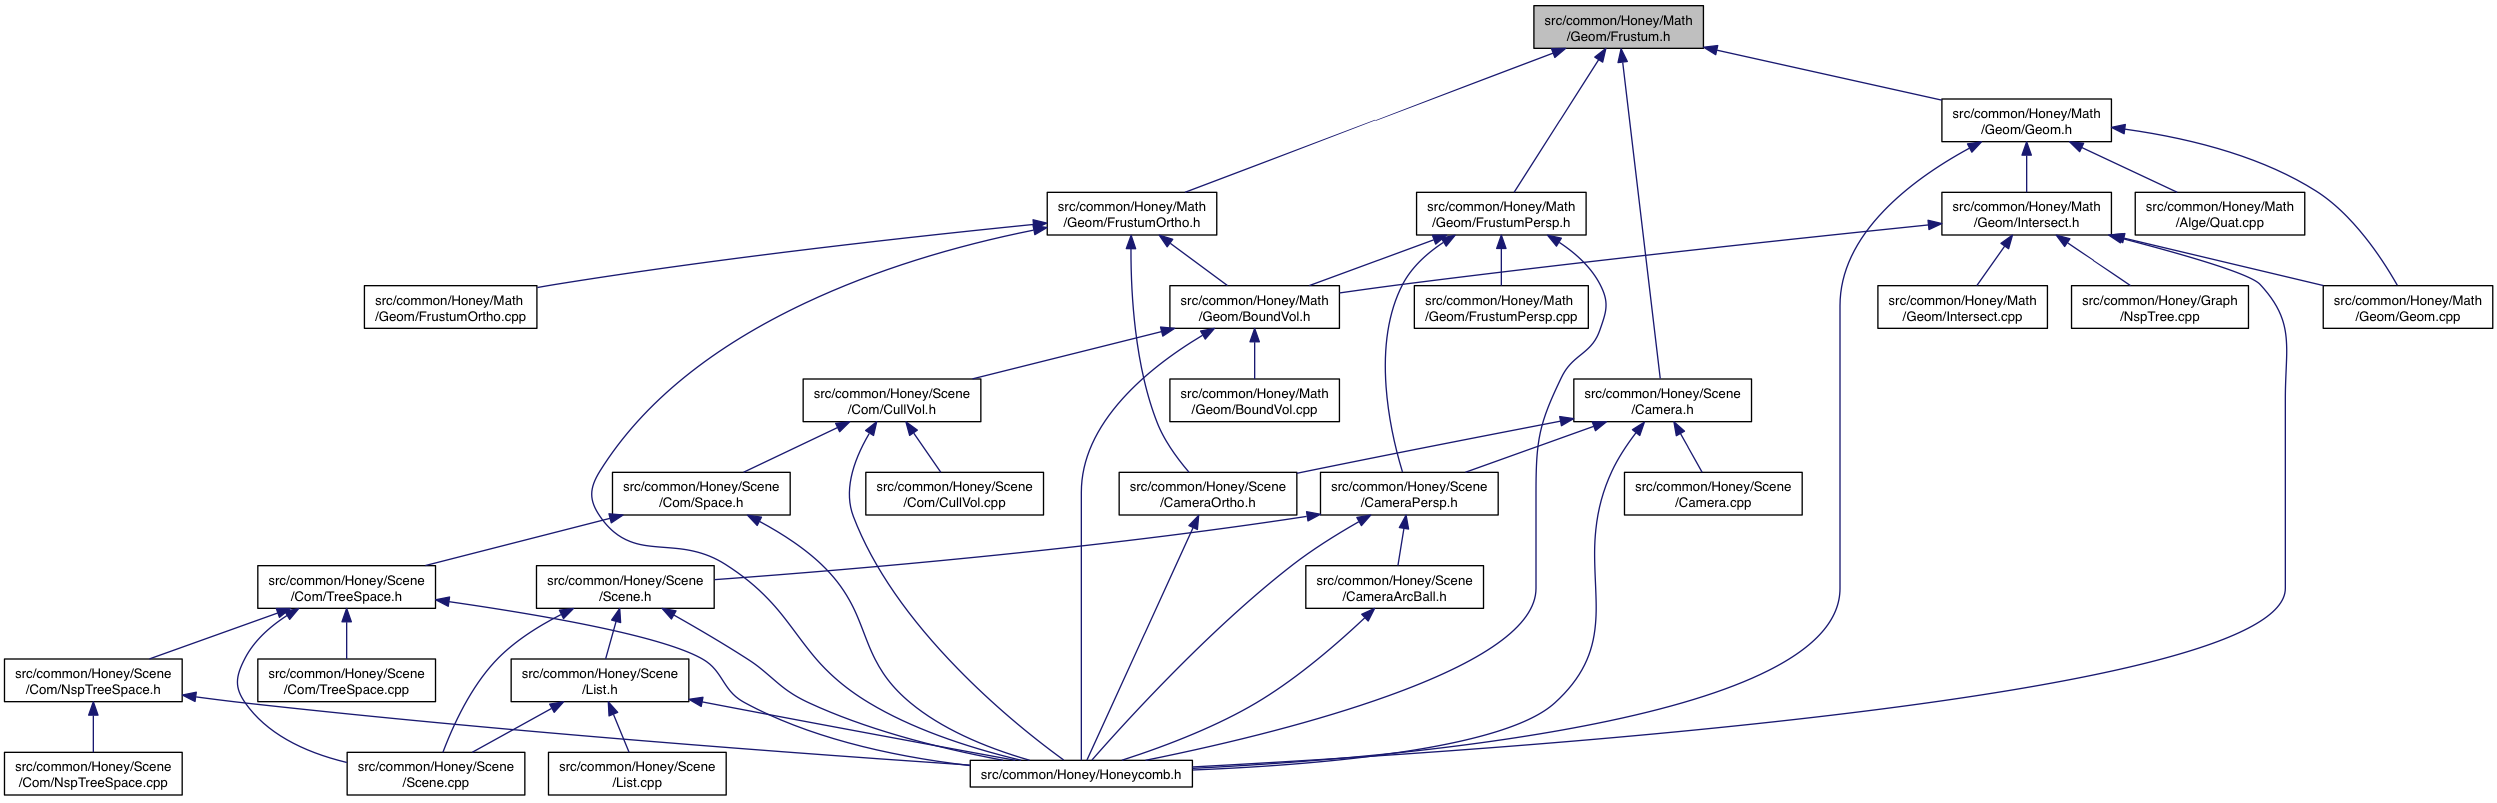 src/common/Honey/Math
/Geom/Frustum.h
src/common/Honey/Math
/Geom/Geom.h
src/common/Honey/Math
/Geom/FrustumOrtho.h
src/common/Honey/Math
/Geom/FrustumPersp.h
src/common/Honey/Math
/Geom/Intersect.h
src/common/Honey/Math
/Alge/Quat.cpp
src/common/Honey/Math
/Geom/FrustumOrtho.cpp
src/common/Honey/Math
/Geom/BoundVol.h
src/common/Honey/Math
/Geom/FrustumPersp.cpp
src/common/Honey/Math
/Geom/Intersect.cpp
src/common/Honey/Graph
/NspTree.cpp
src/common/Honey/Math
/Geom/Geom.cpp
src/common/Honey/Scene
/Com/CullVol.h
src/common/Honey/Math
/Geom/BoundVol.cpp
src/common/Honey/Scene
/Camera.h
src/common/Honey/Scene
/Com/Space.h
src/common/Honey/Scene
/Com/CullVol.cpp
src/common/Honey/Scene
/CameraOrtho.h
src/common/Honey/Scene
/CameraPersp.h
src/common/Honey/Scene
/Camera.cpp
src/common/Honey/Scene
/Com/TreeSpace.h
src/common/Honey/Scene
/Scene.h
src/common/Honey/Scene
/CameraArcBall.h
src/common/Honey/Scene
/Com/NspTreeSpace.h
src/common/Honey/Scene
/Com/TreeSpace.cpp
src/common/Honey/Scene
/List.h
src/common/Honey/Scene
/Com/NspTreeSpace.cpp
src/common/Honey/Scene
/Scene.cpp
src/common/Honey/Scene
/List.cpp
src/common/Honey/Honeycomb.h